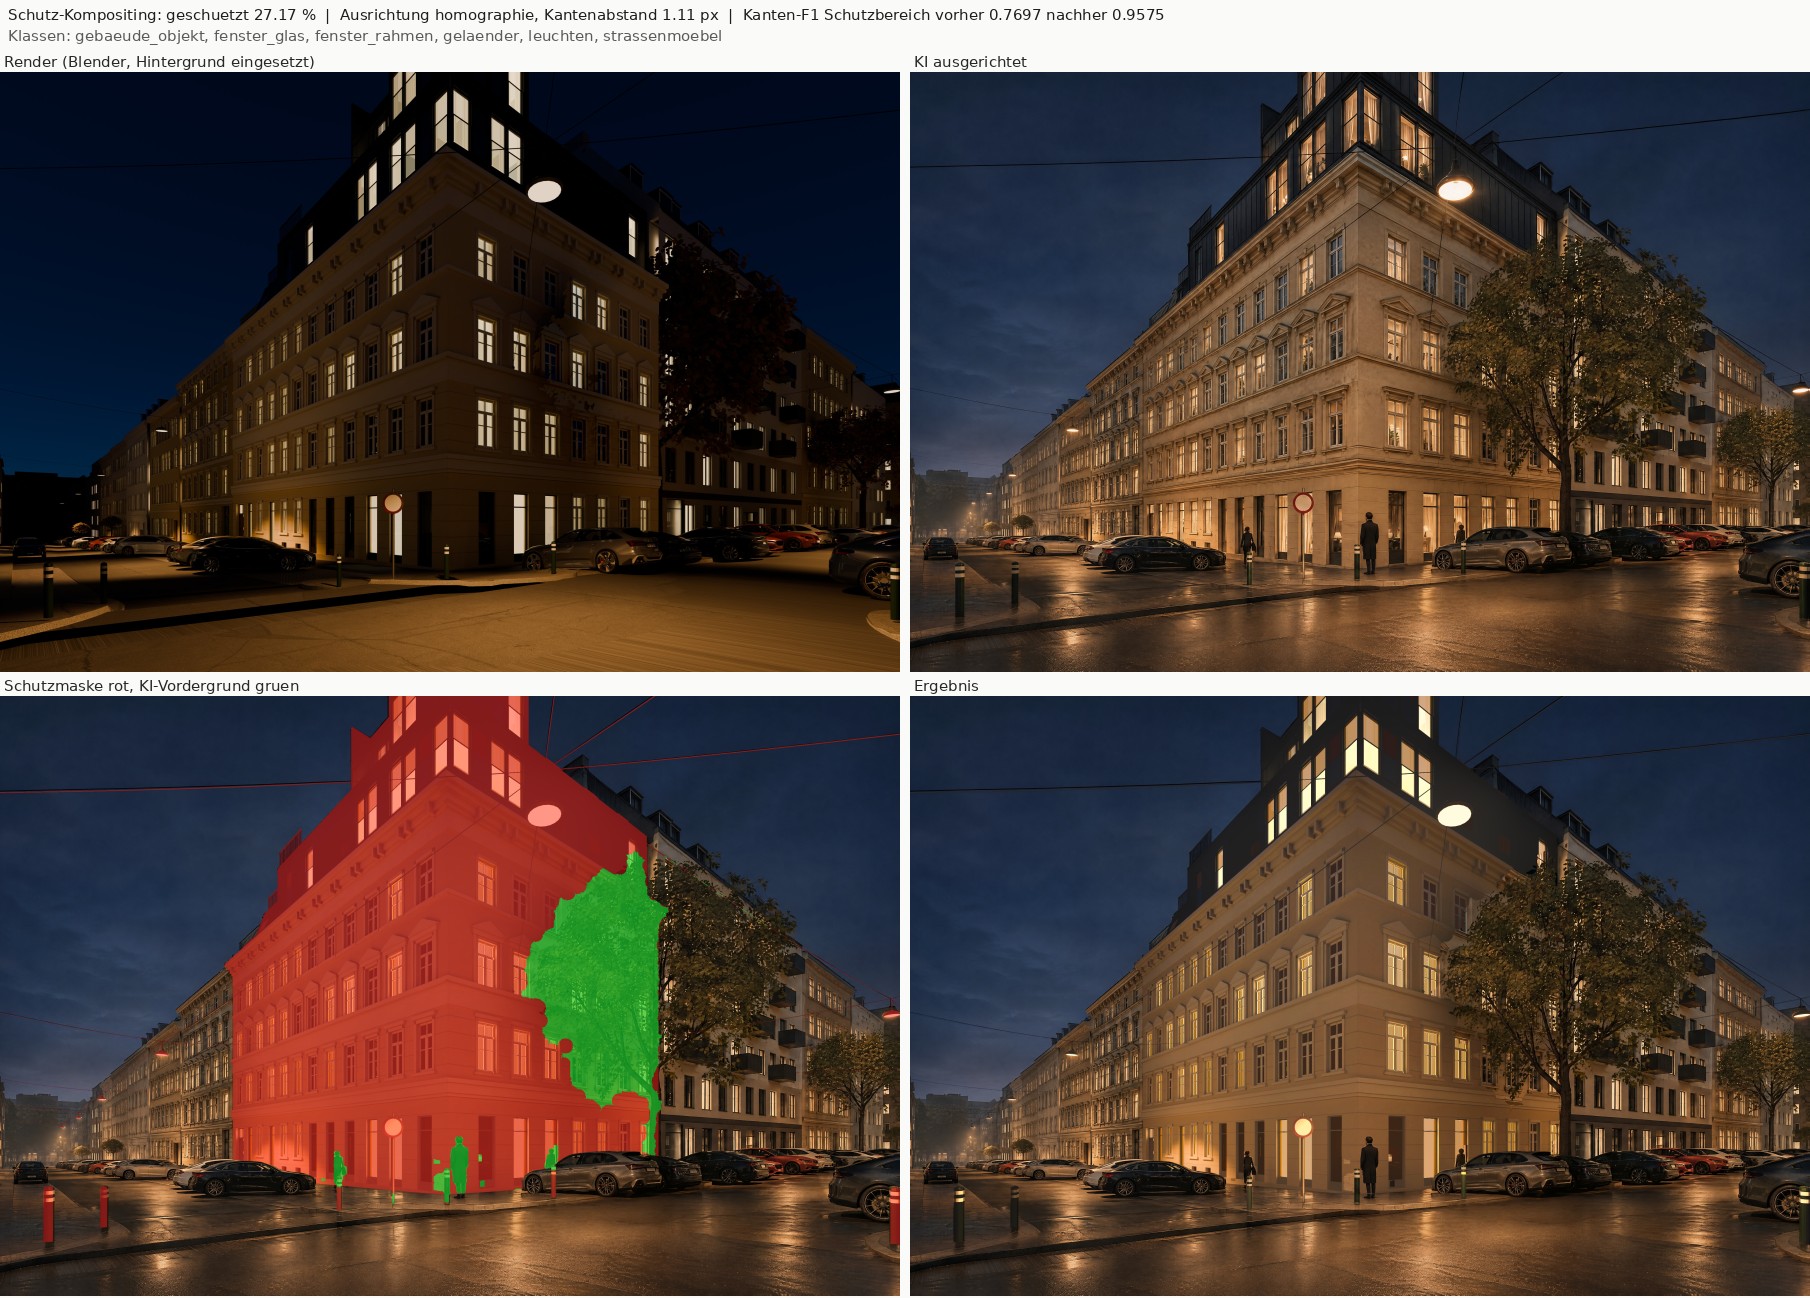 Schutz-Kompositing: geschuetzt 27.17 % | Ausrichtung homographie, Kantenabstand 1.11 px | Kanten-F1 Schutzbereich vorher 0.7697 nachher 0.9575
Klassen: gebaeude_objekt, fenster_glas, fenster_rahmen, gelaender, leuchten, strassenmoebel
Render (Blender, Hintergrund eingesetzt)
KI ausgerichtet
Schutzmaske rot, KI-Vordergrund gruen
Ergebnis